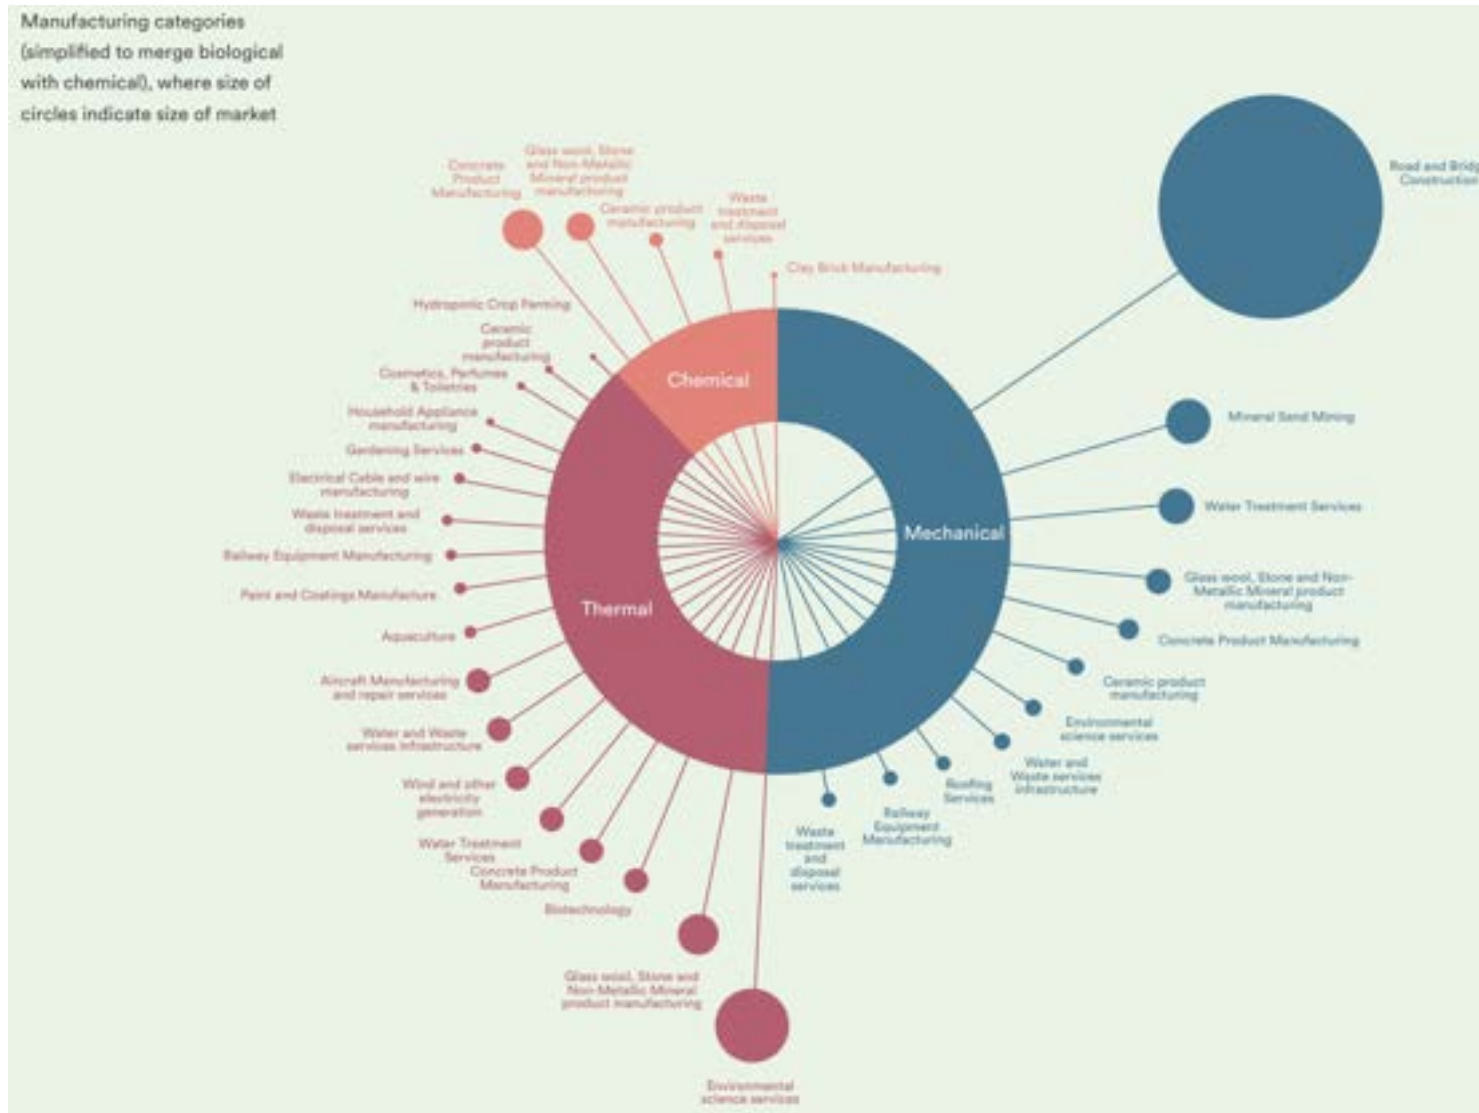 Manufacturing categories
(simplified to merge biological
with chemical), where size of
circles indicate size of market
Concrete
Product
Manufacturing
Glass wool, Stone
and Non-Metallic
Mineral product
manufacturing
Ceramic product
manufacturing
Waste
treatment
and disposal
services
Clay Brick Manufacturing
Road and Bridg
Construction
Hydroponic Crop Farming
Ceramic
product
manufacturing
Cosmetics, Perfumes
& Toiletries
Household Appliance
manufacturing
Gardening Services
Electrical Cable and wire
manufacturing
Waste treatment and
disposal services
Railway Equipment Manufacturing
Paint and Coatings Manufacture
Aquaculture
Aircraft Manufacturing
and repair services
Water and Waste
services infrastructure
Wind and other
electricity
generation
Water Treatment
Services
Concrete Product
Manufacturing
Biotechnology
Glass wool, Stone and
Non-Metallic Mineral
product manufacturing
Environmental
science services
Chemical
Thermal
Mechanical
Mineral Sand Mining
Water Treatment Services
Glass wool, Stone and Non-
Metallic Mineral product
manufacturing
Concrete Product Manufacturing
Ceramic product
manufacturing
Environmental
science services
Water and
Waste services
infrastructure
Roofing
Services
Railway
Equipment
Manufacturing
Waste
treatment
and
disposal
services